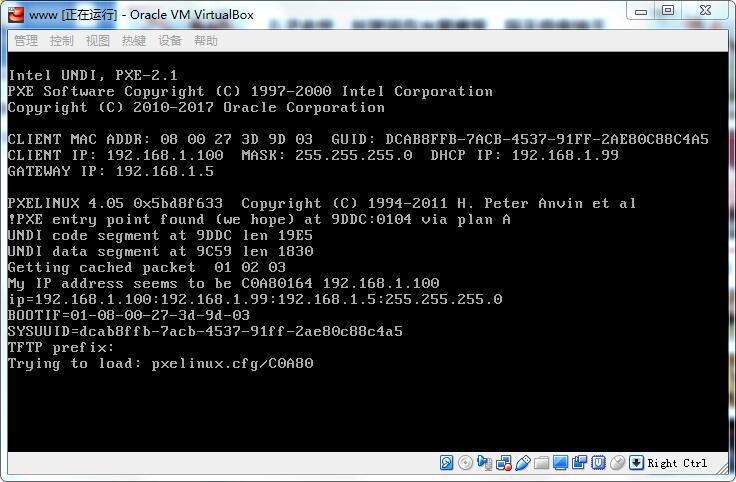 www [正在运行] - Oracle VM VirtualBox
管理 控制 视图 热键 设备 帮助
Intel UNDI, PXE-2.1
PXE Software Copyright (C) 1997-2000 Intel Corporation
Copyright (C) 2010-2017 Oracle Corporation
CLIENT MAC ADDR: 08 00 27 3D 9D 03  GUID: DCAB8FFB-7ACB-4537-91FF-2AE80C88C4A5
CLIENT IP: 192.168.1.100  MASK: 255.255.255.0  DHCP IP: 192.168.1.99
GATEWAY IP: 192.168.1.5
PXELINUX 4.05 0x5bd8f633  Copyright (C) 1994-2011 H. Peter Anvin et al
!PXE entry point found (we hope) at 9DDC:0104 via plan A
UNDI code segment at 9DDC len 19E5
UNDI data segment at 9C59 len 1830
Getting cached packet  01 02 03
My IP address seems to be C0A80164 192.168.1.100
ip=192.168.1.100:192.168.1.99:192.168.1.5:255.255.255.0
BOOTIF=01-08-00-27-3d-9d-03
SYSUUID=dcab8ffb-7acb-4537-91ff-2ae80c88c4a5
TFTP prefix:
Trying to load: pxelinux.cfg/C0A80
Right Ctrl